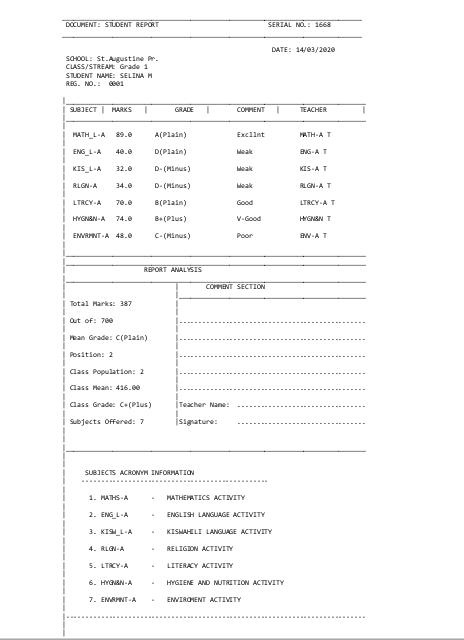 DOCUMENT: STUDENT REPORT SERIAL NO.: 1668
DATE: 14/03/2020
SCHOOL: St.Augustine Pr.
CLASS/STREAM: Grade 1
STUDENT NAME: SELINA M
REG. NO.: 0001
SUBJECT | MARKS | GRADE | COMMENT | TEACHER |
MATH_L-A 89.0 A(Plain) Exclint MATH-A T
ENG_L-A 40.0 D(Plain) Weak ENG-A T
KIS_L-A 32.0 D-(Minus) Weak KIS-A T
RLGN-A 34.0 D-(Minus) Weak RLGN-A T
LTRCY-A 70.0 B(Plain) Good LTRCY-A T
HYGN&N-A 74.0 B+(Plus) V-Good HYGN&N T
ENVRMNT-A 48.0 C-(Minus) Poor ENV-A T
REPORT ANALYSIS
COMMENT SECTION
Total Marks: 387
Out of: 700
Mean Grade: C(Plain)
Position: 2
Class Population: 2
Class Mean: 416.00
Class Grade: C+(Plus) Teacher Name:
Subjects Offered: 7 Signature:
SUBJECTS ACRONYM INFORMATION
1. MATHS-A - MATHEMATICS ACTIVITY
2. ENG_L-A - ENGLISH LANGUAGE ACTIVITY
3. KISW_L-A - KISWAHILI LANGUAGE ACTIVITY
4. RLGN-A - RELIGION ACTIVITY
5. LTRCY-A - LITERACY ACTIVITY
6. HYGN&N-A - HYGIENE AND NUTRITION ACTIVITY
7. ENVRMNT-A - ENVIROMENT ACTIVITY